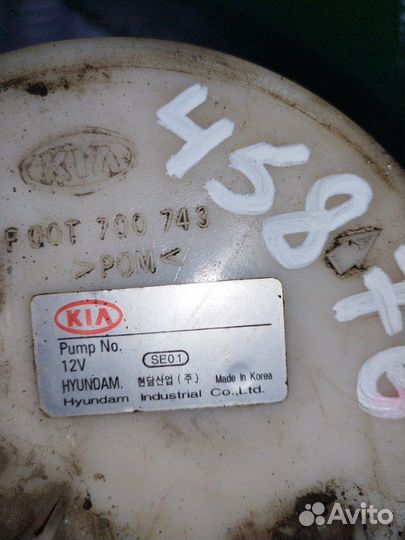 KIA
F 00T 700 743
>POM<
4587
KIA
Pump No.
12V
SE01
HYUNDAM. 현담산업 (주) Made in Korea
Hyundam Industrial Co.,Ltd.
Avito